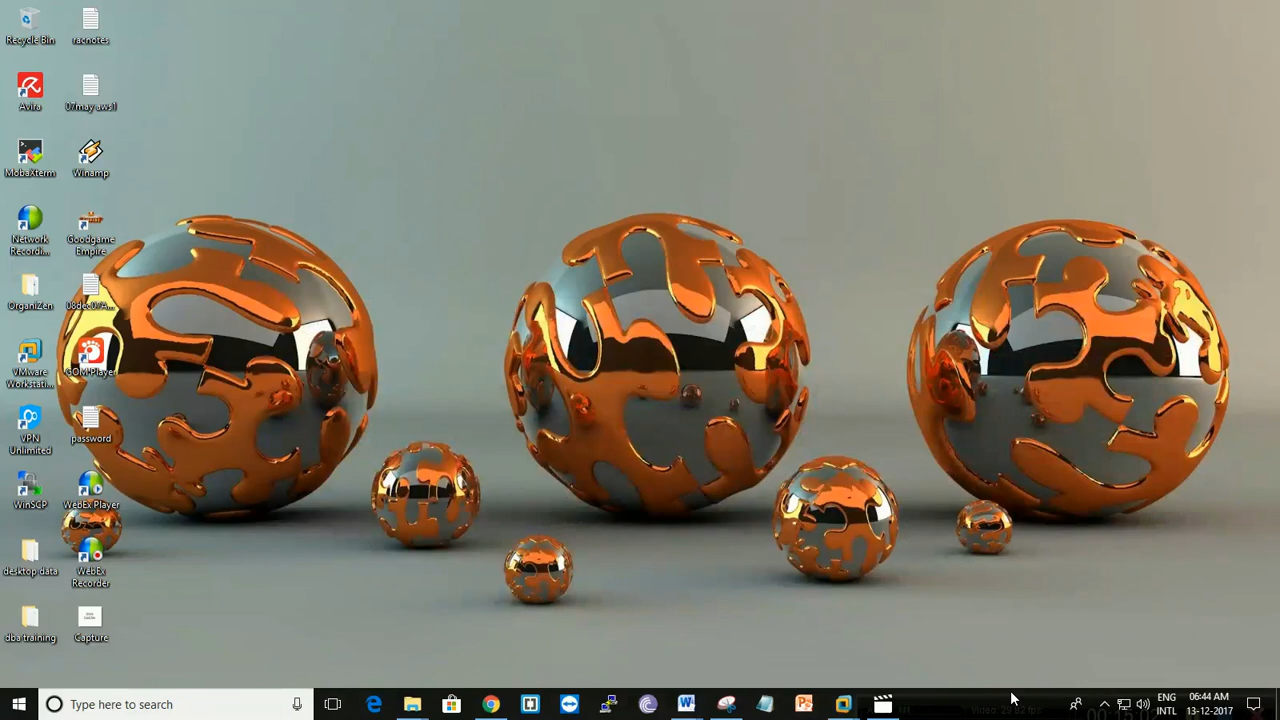 Recycle Bin
racnotes
Avira
07may aws1
MobaXterm
Winamp
Network
Recordi...
Goodgame
Empire
OrganiZen
VMware
Workstati...
GOM Player
VPN
Unlimited
password
WinSCP
WebEx Player
desktop data
WebEx
Recorder
dba training
Capture
Type here to search
ENG
INTL
06:44 AM
13-12-2017